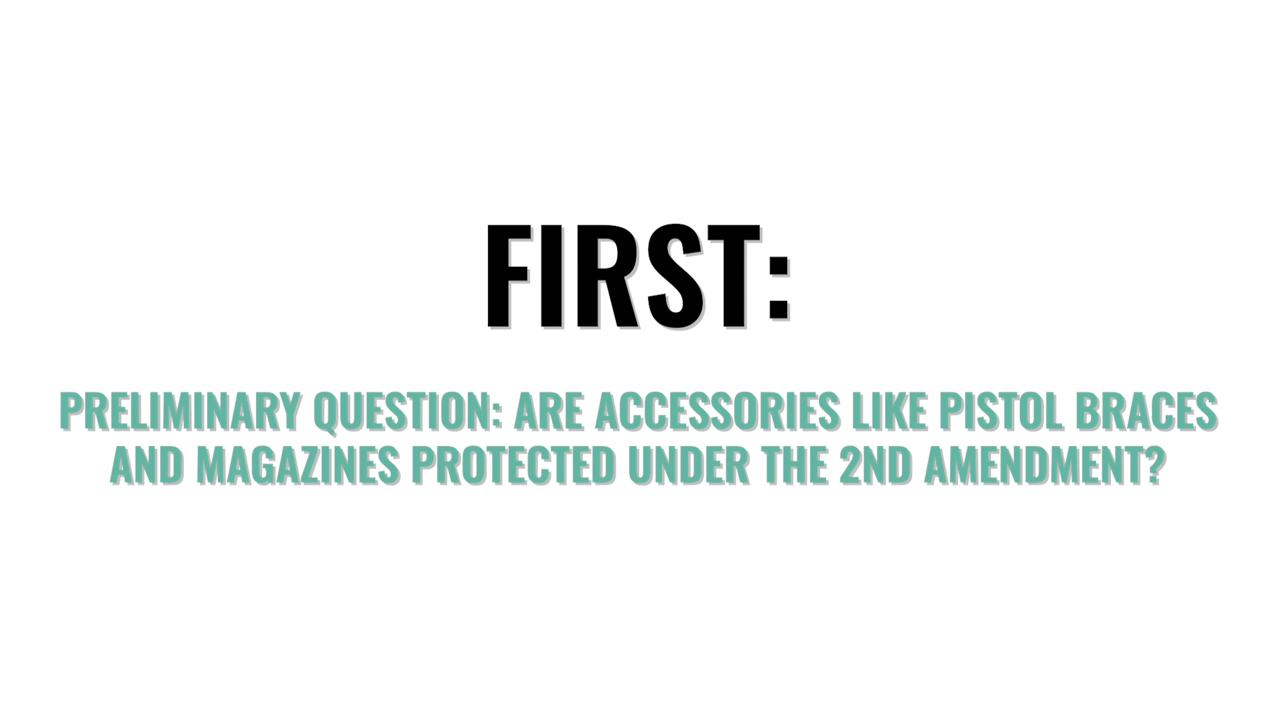 FIRST:
PRELIMINARY QUESTION: ARE ACCESSORIES LIKE PISTOL BRACES
AND MAGAZINES PROTECTED UNDER THE 2ND AMENDMENT?